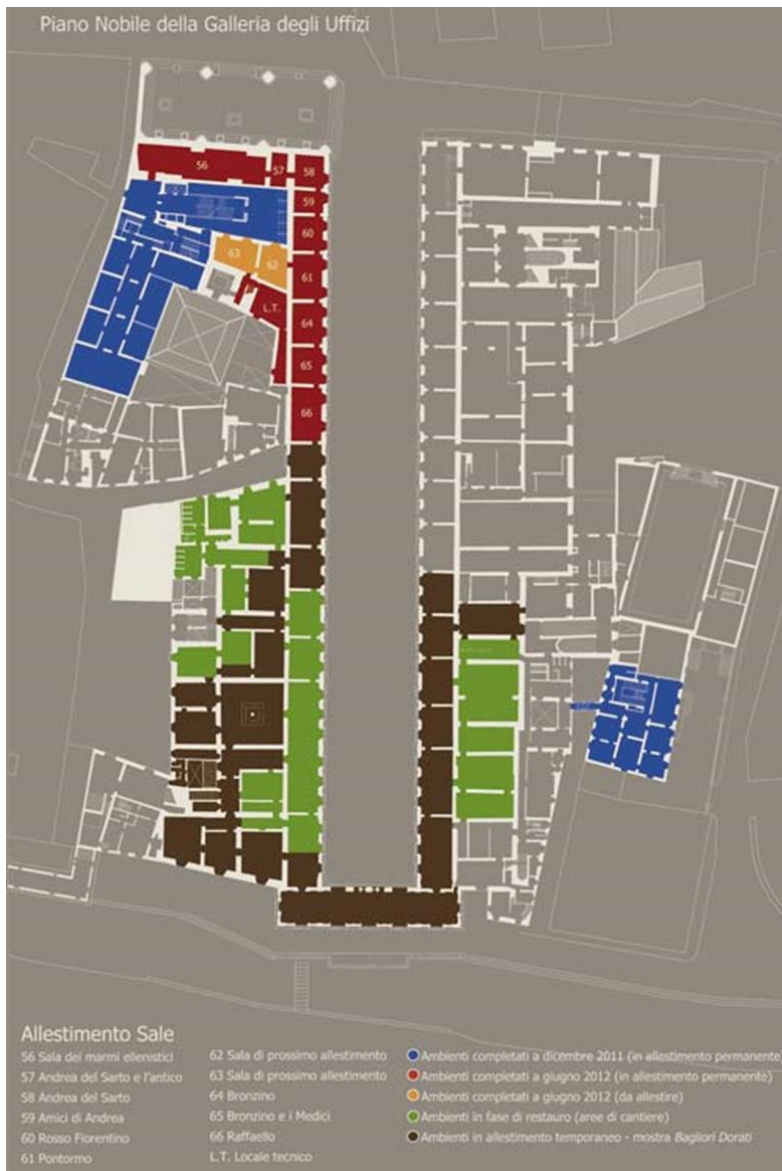 Piano Nobile della Galleria degli Uffizi
56
57
58
59
60
63
62
61
L.T.
64
65
66
Allestimento Sale
56 Sala dei marmi ellenistici
57 Andrea del Sarto e l'antico
58 Andrea del Sarto
59 Amici di Andrea
60 Rosso Fiorentino
61 Pontormo
62 Sala di prossimo allestimento
63 Sala di prossimo allestimento
64 Bronzino
65 Bronzino e i Medici
66 Raffaello
L.T. Locale tecnico
Ambienti completati a dicembre 2011 (in allestimento permanente
Ambienti completati a giugno 2012 (in allestimento permanente)
Ambienti completati a giugno 2012 (da allestire)
Ambienti in fase di restauro (aree di cantiere)
Ambienti in allestimento temporaneo - mostra Bagliori Dorati